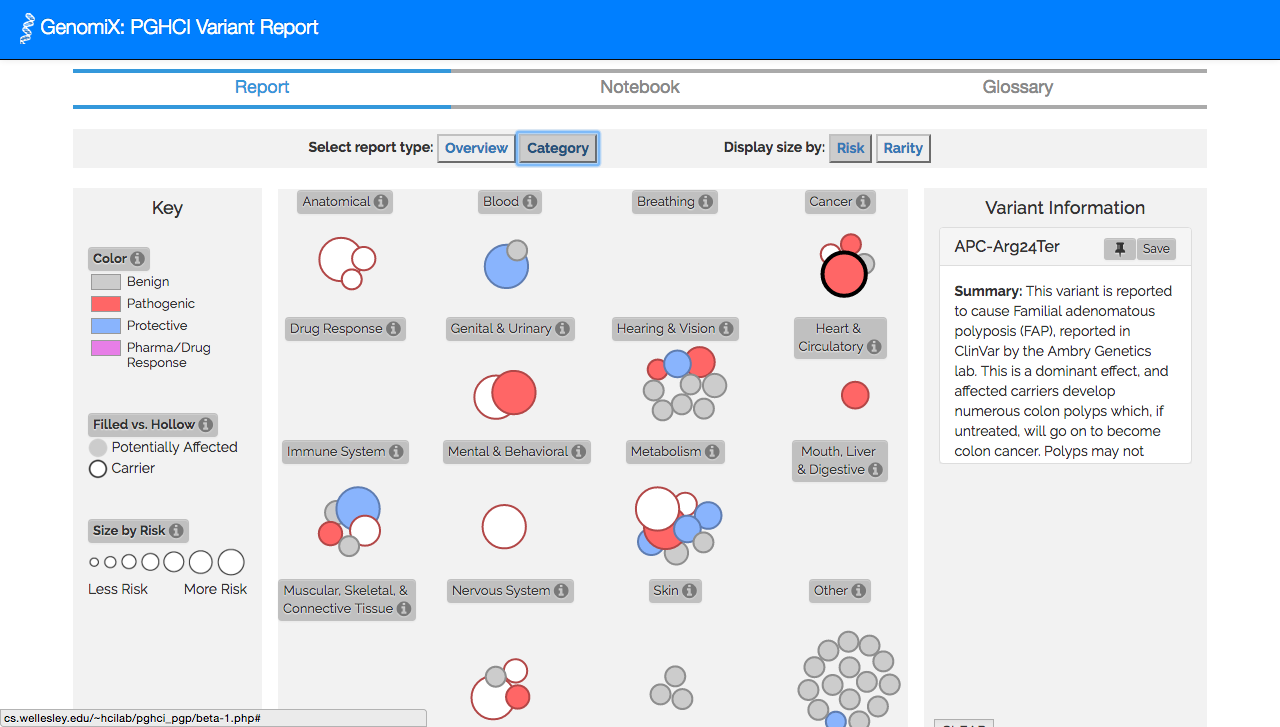 GenomiX: PGHCI Variant Report
Report
Notebook
Glossary
Select report type:
Overview
Category
Display size by:
Risk
Rarity
Key
Color
Benign
Pathogenic
Protective
Pharma/Drug
Response
Filled vs. Hollow
Potentially Affected
Carrier
Size by Risk
Less Risk
More Risk
Anatomical
Blood
Breathing
Cancer
Drug Response
Genital & Urinary
Hearing & Vision
Heart &
Circulatory
Immune System
Mental & Behavioral
Metabolism
Mouth, Liver
& Digestive
Muscular, Skeletal, &
Connective Tissue
Nervous System
Skin
Other
Variant Information
APC-Arg24Ter
Save
Summary: This variant is reported
to cause Familial adenomatous
polyposis (FAP), reported in
ClinVar by the Ambry Genetics
lab. This is a dominant effect, and
affected carriers develop
numerous colon polyps which, if
untreated, will go on to become
colon cancer. Polyps may not
cs.wellesley.edu/~hcilab/pghci_pgp/beta-1.php#